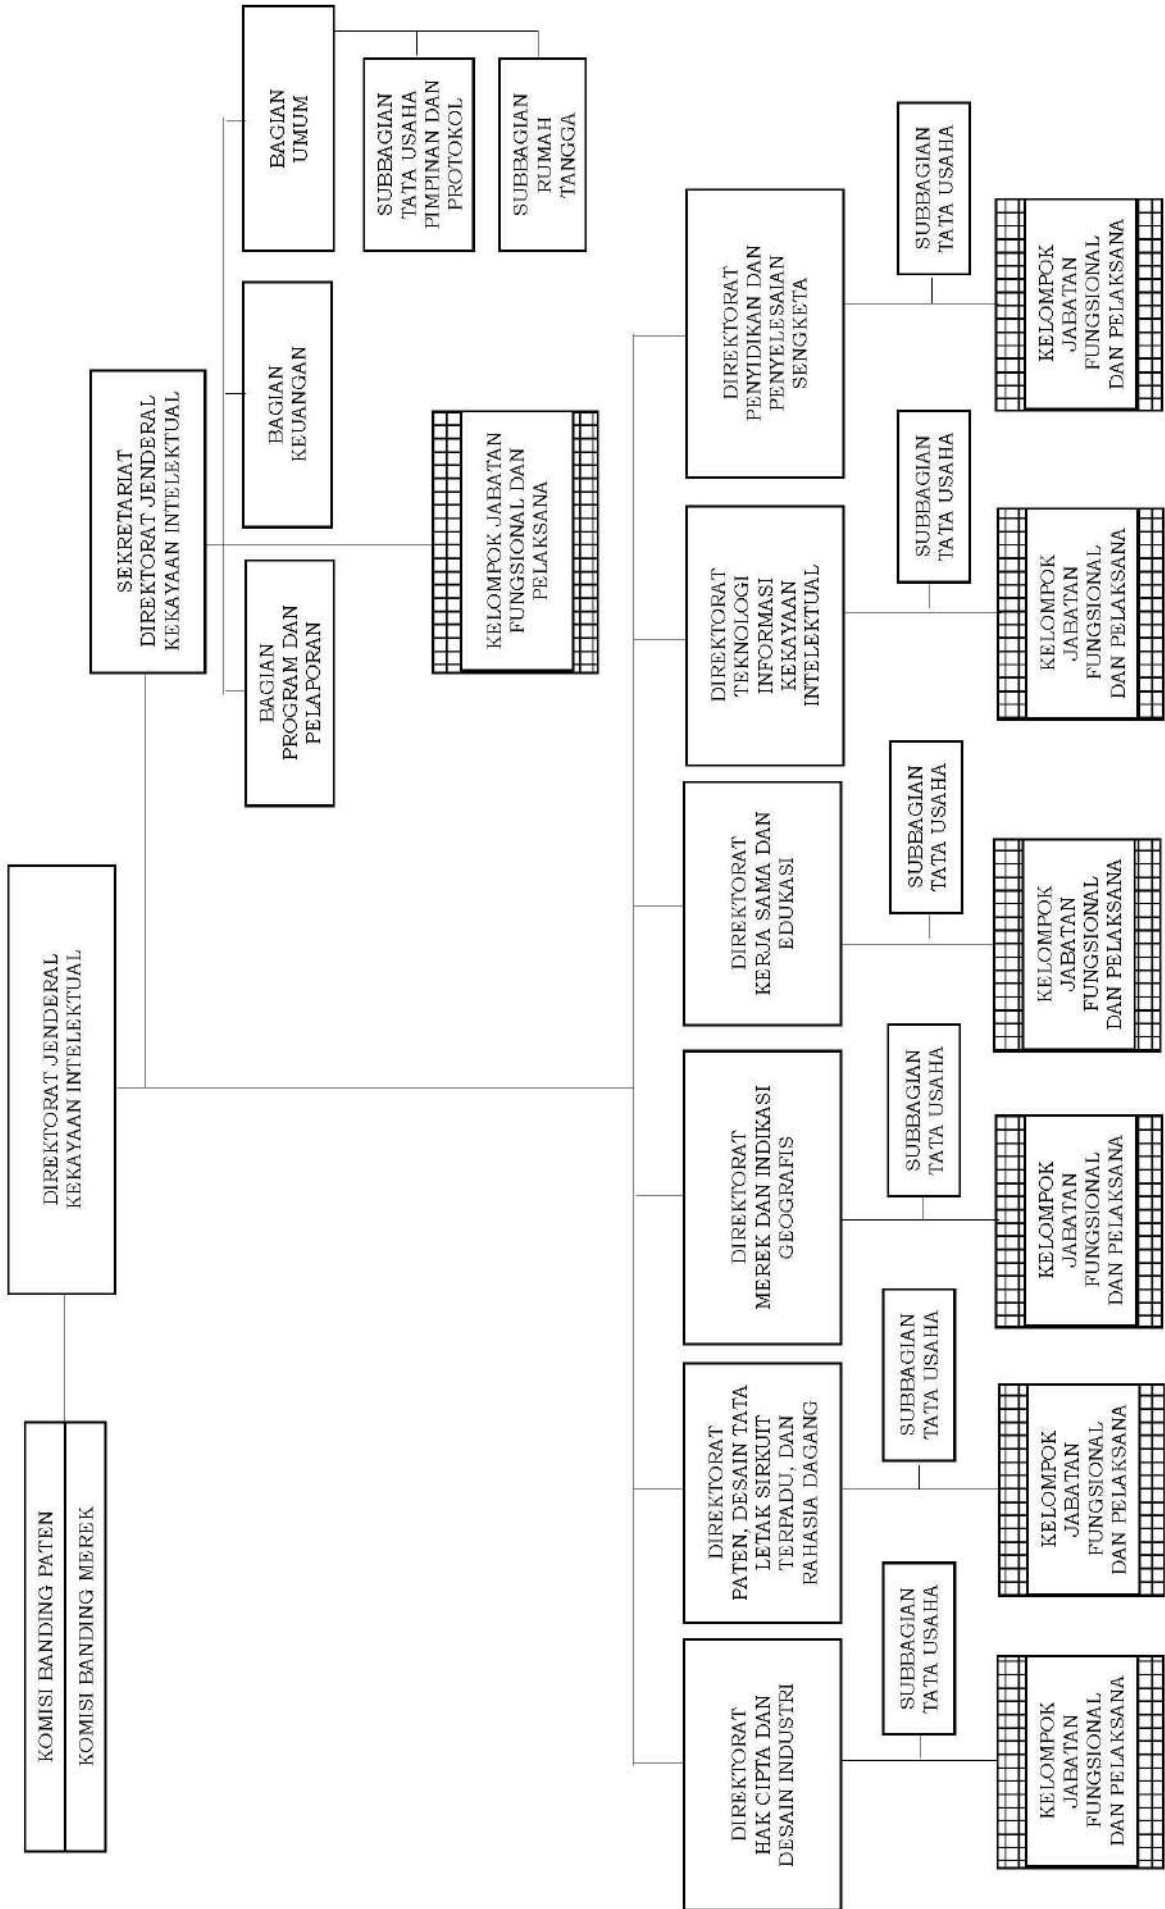 KOMISI BANDING PATEN
KOMISI BANDING MEREK
DIREKTORAT JENDERAL
KEKAYAAN INTELEKTUAL
SEKRETARIAT
DIREKTORAT JENDERAL
KEKAYAAN INTELEKTUAL
BAGIAN
PROGRAM DAN
PELAPORAN
BAGIAN
KEUANGAN
BAGIAN
UMUM
SUBBAGIAN
TATA USAHA
PIMPINAN DAN
PROTOKOL
SUBBAGIAN
RUMAH
TANGGA
KELOMPOK JABATAN
FUNGSIONAL DAN
PELAKSANA
DIREKTORAT
HAK CIPTA DAN
DESAIN INDUSTRI
DIREKTORAT
PATEN, DESAIN TATA
LETAK SIRKUIT
TERPADU, DAN
RAHASIA DAGANG
DIREKTORAT
MEREK DAN INDIKASI
GEOGRAFIS
DIREKTORAT
KERJA SAMA DAN
EDUKASI
DIREKTORAT
TEKNOLOGI
INFORMASI
KEKAYAAN
INTELEKTUAL
DIREKTORAT
PENYIDIKAN DAN
PENYELESAIAN
SENGKETA
SUBBAGIAN
TATA USAHA
SUBBAGIAN
TATA USAHA
SUBBAGIAN
TATA USAHA
SUBBAGIAN
TATA USAHA
SUBBAGIAN
TATA USAHA
SUBBAGIAN
TATA USAHA
KELOMPOK
JABATAN
FUNGSIONAL
DAN PELAKSANA
KELOMPOK
JABATAN
FUNGSIONAL
DAN PELAKSANA
KELOMPOK
JABATAN
FUNGSIONAL
DAN PELAKSANA
KELOMPOK
JABATAN
FUNGSIONAL
DAN PELAKSANA
KELOMPOK
JABATAN
FUNGSIONAL
DAN PELAKSANA
KELOMPOK
JABATAN
FUNGSIONAL
DAN PELAKSANA